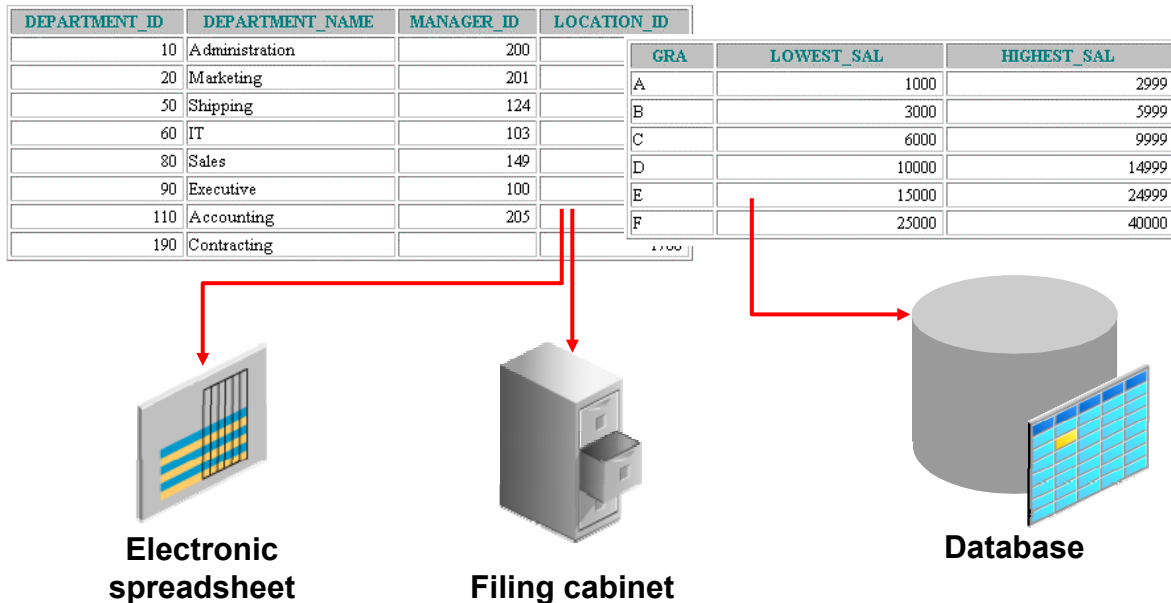 DEPARTMENT_ID DEPARTMENT_NAME MANAGER_ID LOCATION_ID
10 Administration 200
20 Marketing 201
50 Shipping 124
60 IT 103
80 Sales 149
90 Executive 100
110 Accounting 205
190 Contracting
GRA LOWEST_SAL HIGHEST_SAL
A 1000 2999
B 3000 5999
C 6000 9999
D 10000 14999
E 15000 24999
F 25000 40000
Electronic
spreadsheet
Filing cabinet
Database